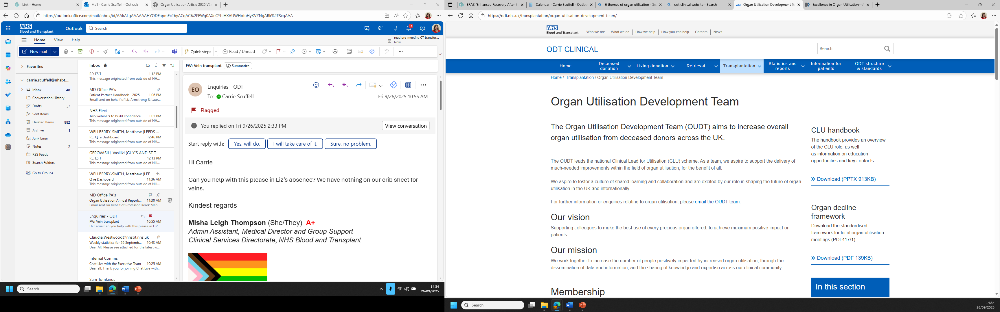 Link - Home
Mail - Carrie Scuffell - Outlook
Organ Utilisation Article 2025 V2.
https://outlook.office.com/mail/inbox/id/AAkALgAAAAAAHYQDEapmEc2byACqAC%2FEWg0AXeCYhIHXVUWHotuHyKVZNgABk%2FSxqAAA
NHS
Blood and Transplant
Outlook
Search
16
Home
View
Help
read pre-meeting CT transfor...
Now
New mail
Quick steps
Read / Unread
Favorites
carrie.scuffell@nhsbt....
Inbox 48
Conversation History
Drafts 57
Sent Items
Deleted Items 882
Archive 1
Junk Email
Notes 2
RSS Feeds
Search Folders
Go to Groups
Inbox
RE: ESIT 1:12 PM
This message originated from outside of NH...
MD Office PA's
Patient Partner Handbook - 2025 1:06 PM
Email sent on behalf of Liz Armstrong & Laur...
NHS Elect
Two webinars to build confidence... 1:05 PM
This message originated from outside of NH...
WELLBERRY-SMITH, Matthew (LEEDS ...
RE: Q re Dashboard 12:46 PM
This message originated from outside of NH...
GEROVASILI, Vasiliki (GUY'S AND ST T...
RE: ESIT 12:13 PM
This message originated from outside of NH...
WELLBERRY-SMITH, Matthew (LEE...
Q re Dashboard 11:36 AM
This message originated from outside of NH...
MD Office PA's
Organ Utilisation Annual Report:... 11:30 AM
Email sent on behalf of Professor Derek Man...
Enquiries - ODT
FW: Vein transplant 10:55 AM
Hi Carrie Can you help with this please in Liz'...
Claudia.Westwood@nhsbt.nhs.uk
Weekly statistics for 26 Septemb... 10:43 AM
Dear All, Please see attached for the latest w...
Internal Comms
Chat Live with the Executive Team 10:25 AM
Dear all, Thank you for joining Chat Live with...
Sam Tomkings
FW: Vein transplant
Summarize
EO
Enquiries - ODT
To: Carrie Scuffell
Fri 9/26/2025 10:55 AM
Flagged
You replied on Fri 9/26/2025 2:33 PM
View conversation
Start reply with:
Yes, will do.
I will take care of it.
Sure, no problem.
Hi Carrie
Can you help with this please in Liz's absence? We have nothing on our crib sheet for
veins.
Kindest regards
Misha Leigh Thompson (She/They) A+
Admin Assistant, Medical Director and Group Support
Clinical Services Directorate, NHS Blood and Transplant
Search
14:34
26/09/2025
ERAS (Enhanced Recovery After S
Calendar - Carrie Scuffell - Outloo
6 themes of organ utilisation - Se
odt clinical website - Search
Organ Utilisation Development Te
Excellence in Organ Utilisation—A
https://odt.nhs.uk/transplantation/organ-utilisation-development-team/
NHS
Blood and Transplant
Who we are
What we do
How we help
How you can help
Careers
News
ODT CLINICAL
Search
Home
Deceased
donation
Living donation
Retrieval
Transplantation
Statistics and
reports
Information for
patients
ODT structure
& standards
Home / Transplantation / Organ Utilisation Development Team
Organ Utilisation Development Team
The Organ Utilisation Development Team (OUDT) aims to increase overall
organ utilisation from deceased donors across the UK.
The OUDT leads the national Clinical Lead for Utilisation (CLU) scheme. As a team, we aspire to support the delivery of
much-needed improvements within the field of organ utilisation, for the benefit of all.
We aspire to foster a culture of shared learning and collaboration and are excited by our role in shaping the future of organ
utilisation in the UK and internationally.
For further information or enquiries relating to organ utilisation, please email the OUDT team.
Our vision
Supporting colleagues to make the best use of every precious organ offered, to achieve maximum positive impact on
patients.
Our mission
We work together to increase the number of people positively impacted by increased organ utilisation, through the
dissemination of data and information, and the sharing of knowledge and expertise across our clinical community.
Membership
CLU handbook
The handbook provides an overview
of the CLU role, as well
as information on education
opportunities and key contacts.
Download (PPTX 913KB)
Organ decline
framework
Download the standardised
framework for local organ utilisation
meetings (POL417/1).
Download (PDF 139KB)
In this section
Search
14:34
26/09/2025